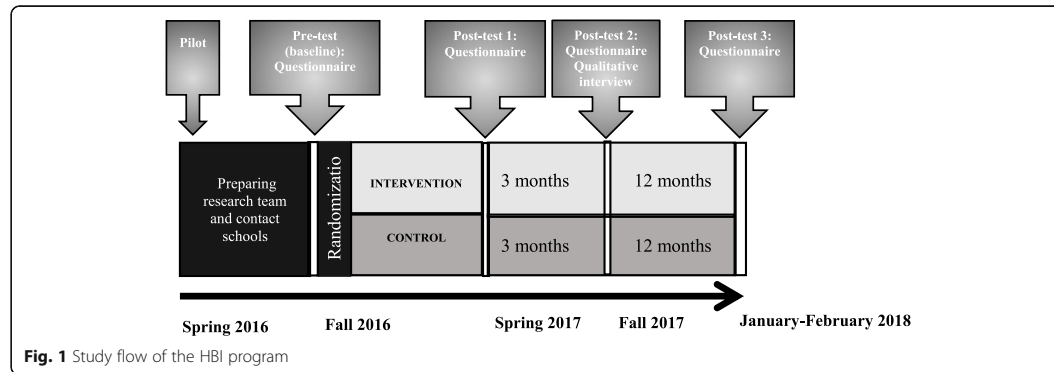 Pilot
Pre-test
(baseline):
Questionnaire
Post-test 1:
Questionnaire
Post-test 2:
Questionnaire
Qualitative
interview
Post-test 3:
Questionnaire
Preparing
research team
and contact
schools
Randomizatio
INTERVENTION
3 months
12 months
CONTROL
3 months
12 months
Spring 2016
Fall 2016
Spring 2017
Fall 2017
January-February 2018
Fig. 1 Study flow of the HBI program